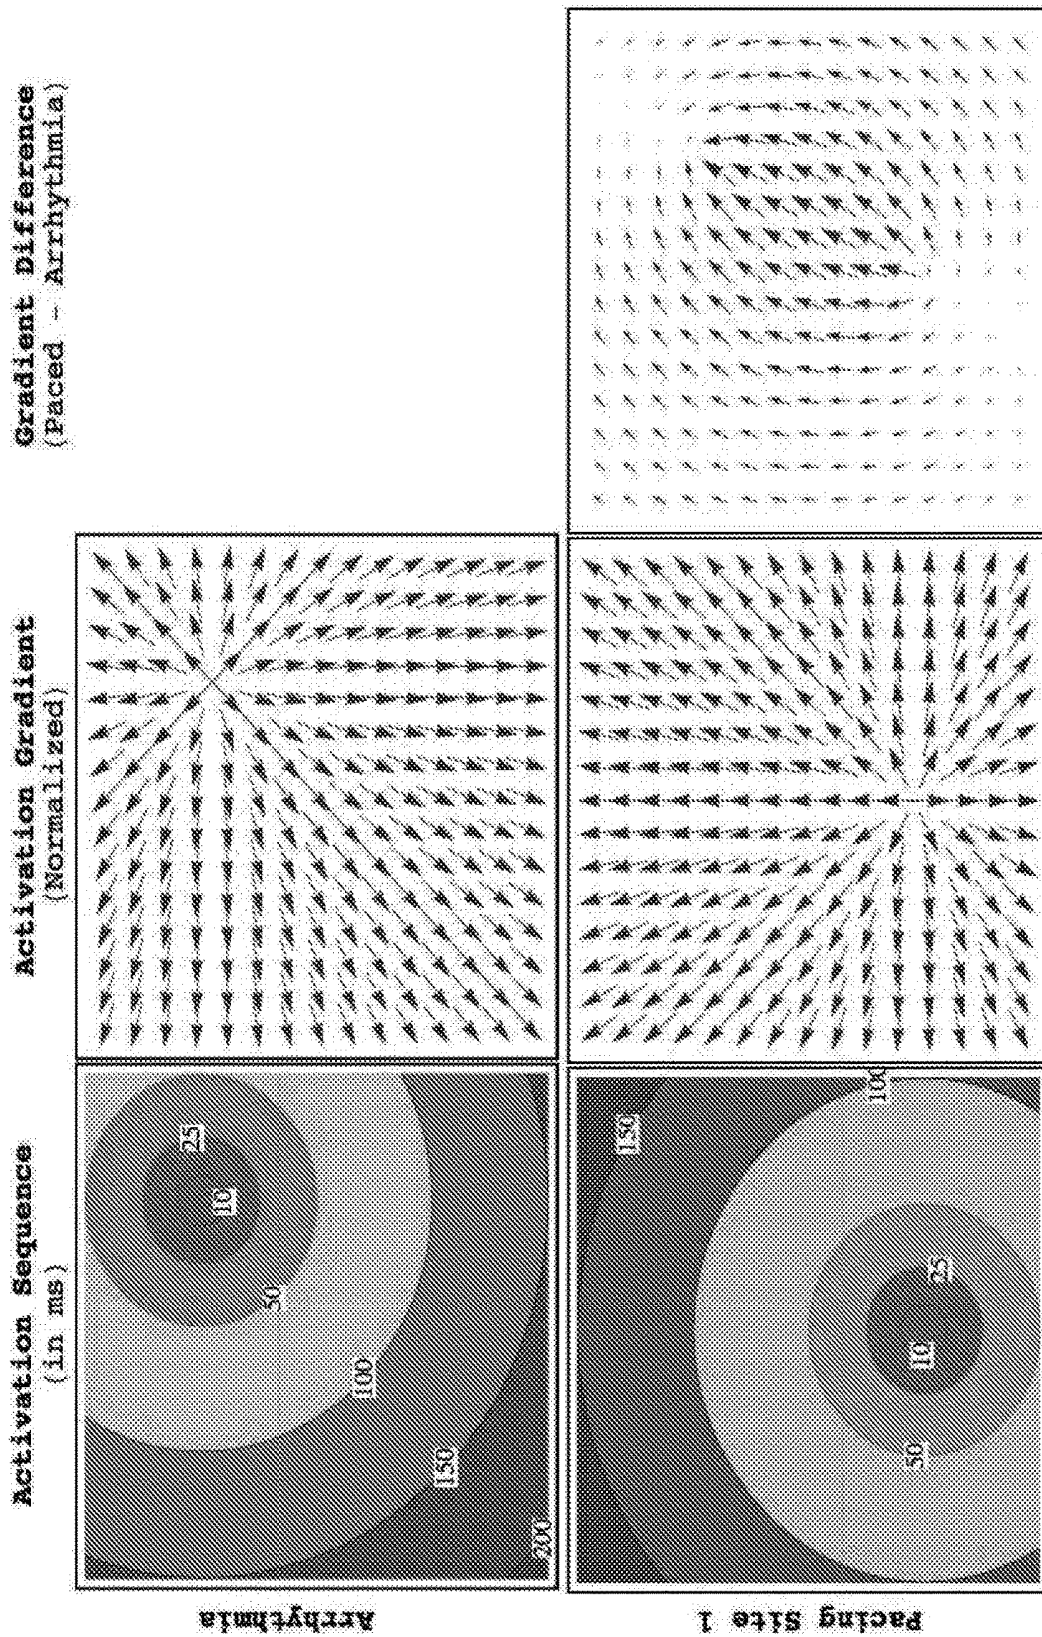 Activation Sequence
(in ms)
Activation Gradient
(Normalized)
Gradient Difference
(Paced - Arrhythmia)
Arrhythmia
10
25
50
100
150
200
Pacing Site 1
10
25
50
100
150